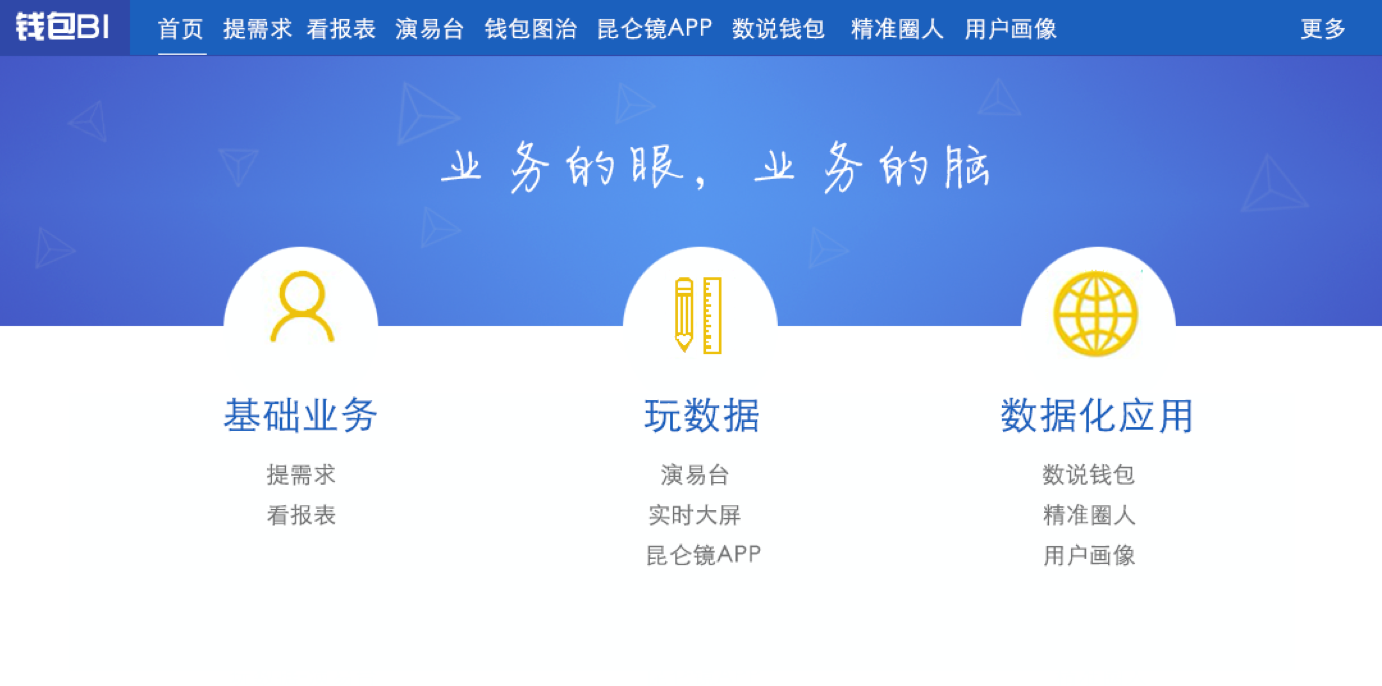 钱包BI 首页 提需求 看报表 演易台 钱包图治 昆仑镜APP 数说钱包 精准圈人 用户画像 更多
业务的眼，业务的脑
基础业务 玩数据 数据化应用
提需求 演易台 数说钱包
看报表 实时大屏 精准圈人
昆仑镜APP 用户画像